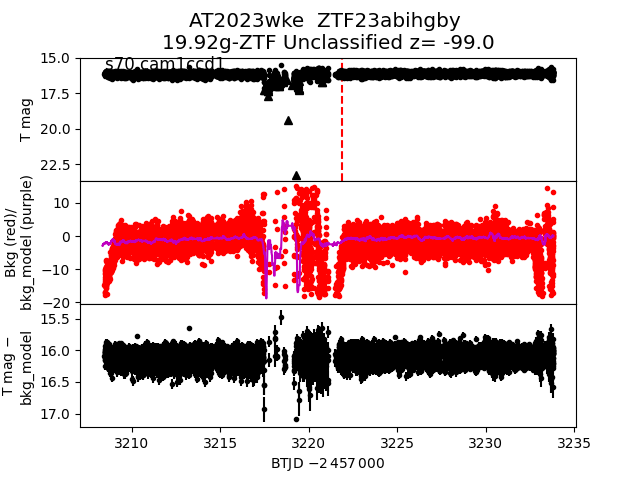 AT2023wke  ZTF23abihgby
19.92g-ZTF Unclassified z= -99.0
s70 cam1ccd1
T mag
15.0
17.5
20.0
22.5
Bkg (red)/
bkg_model (purple)
10
0
−10
−20
T mag −
bkg_model
15.5
16.0
16.5
17.0
3210
3215
3220
3225
3230
3235
BTJD −2 457 000